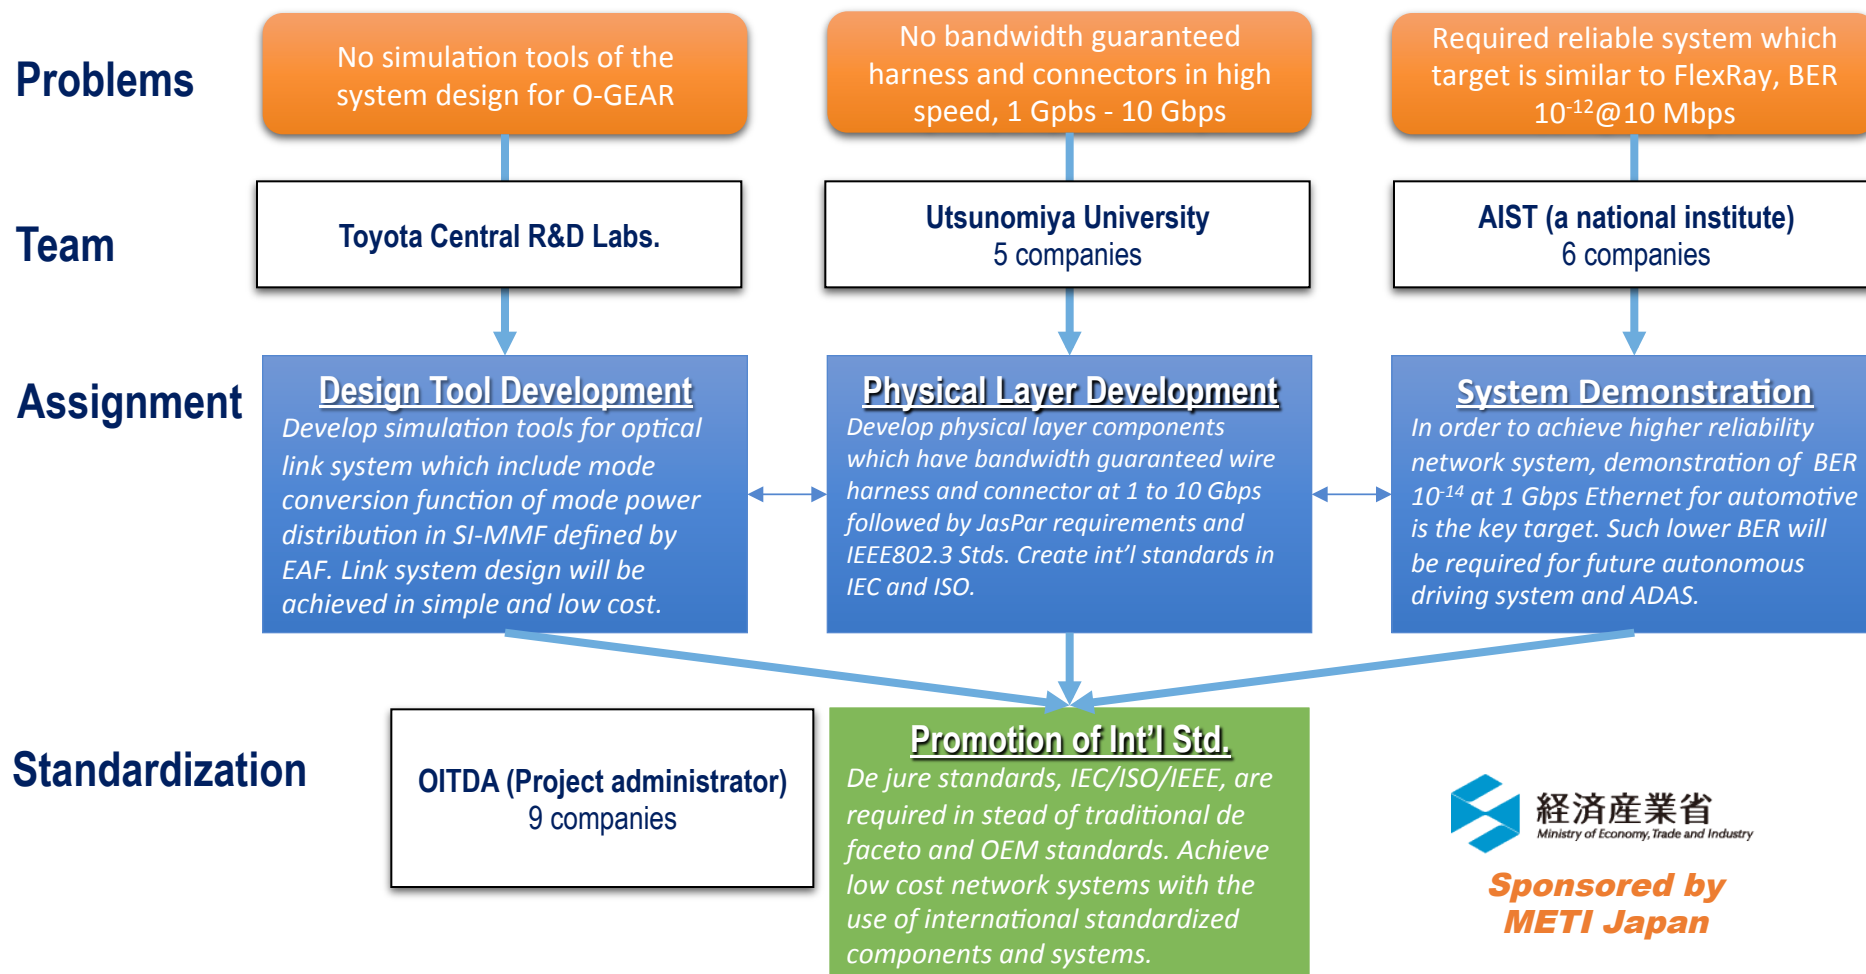 Problems
No simulation tools of the
system design for O-GEAR
No bandwidth guaranteed
harness and connectors in high
speed, 1 Gpbs - 10 Gbps
Required reliable system which
target is similar to FlexRay, BER
10⁻¹²@10 Mbps
Team
Toyota Central R&D Labs.
Utsunomiya University
5 companies
AIST (a national institute)
6 companies
Assignment
Design Tool Development
Develop simulation tools for optical
link system which include mode
conversion function of mode power
distribution in SI-MMF defined by
EAF. Link system design will be
achieved in simple and low cost.
Physical Layer Development
Develop physical layer components
which have bandwidth guaranteed wire
harness and connector at 1 to 10 Gbps
followed by JasPar requirements and
IEEE802.3 Stds. Create int'l standards in
IEC and ISO.
System Demonstration
In order to achieve higher reliability
network system, demonstration of BER
10⁻¹⁴ at 1 Gbps Ethernet for automotive
is the key target. Such lower BER will
be required for future autonomous
driving system and ADAS.
Standardization
OITDA (Project administrator)
9 companies
Promotion of Int'l Std.
De jure standards, IEC/ISO/IEEE, are
required in stead of traditional de
faceto and OEM standards. Achieve
low cost network systems with the
use of international standardized
components and systems.
経済産業省
Ministry of Economy, Trade and Industry
Sponsored by
METI Japan